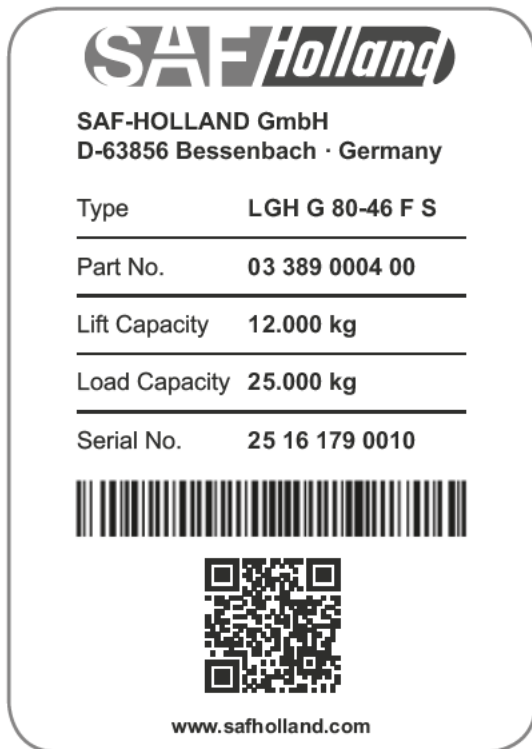 SAF Holland
SAF-HOLLAND GmbH
D-63856 Bessenbach · Germany
Type LGH G 80-46 F S
Part No. 03 389 0004 00
Lift Capacity 12.000 kg
Load Capacity 25.000 kg
Serial No. 25 16 179 0010
www.safholland.com